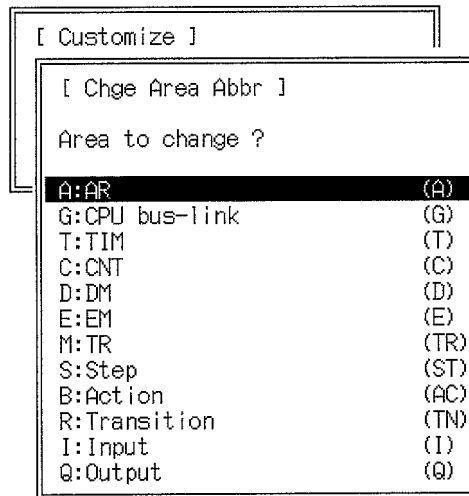 [ Customize ]
[ Chge Area Abbr ]
Area to change ?
A:AR (A)
G:CPU bus-link (G)
T:TIM (T)
C:CNT (C)
D:DM (D)
E:EM (E)
M:TR (TR)
S:Step (ST)
B:Action (AC)
R:Transition (TN)
I:Input (I)
Q:Output (Q)